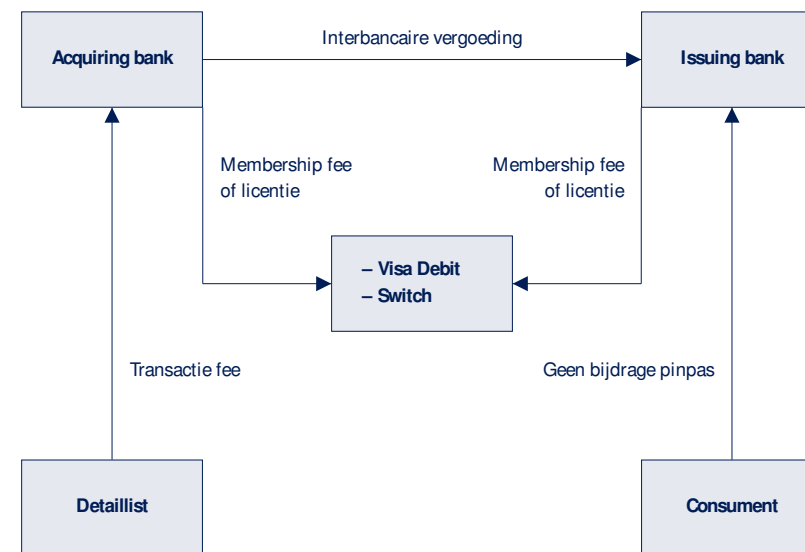 Interbancaire vergoeding
Acquiring bank
Issuing bank
Membership fee
of licentie
Membership fee
of licentie
– Visa Debit
– Switch
Transactie fee
Geen bijdrage pinpas
Detaillist
Consument